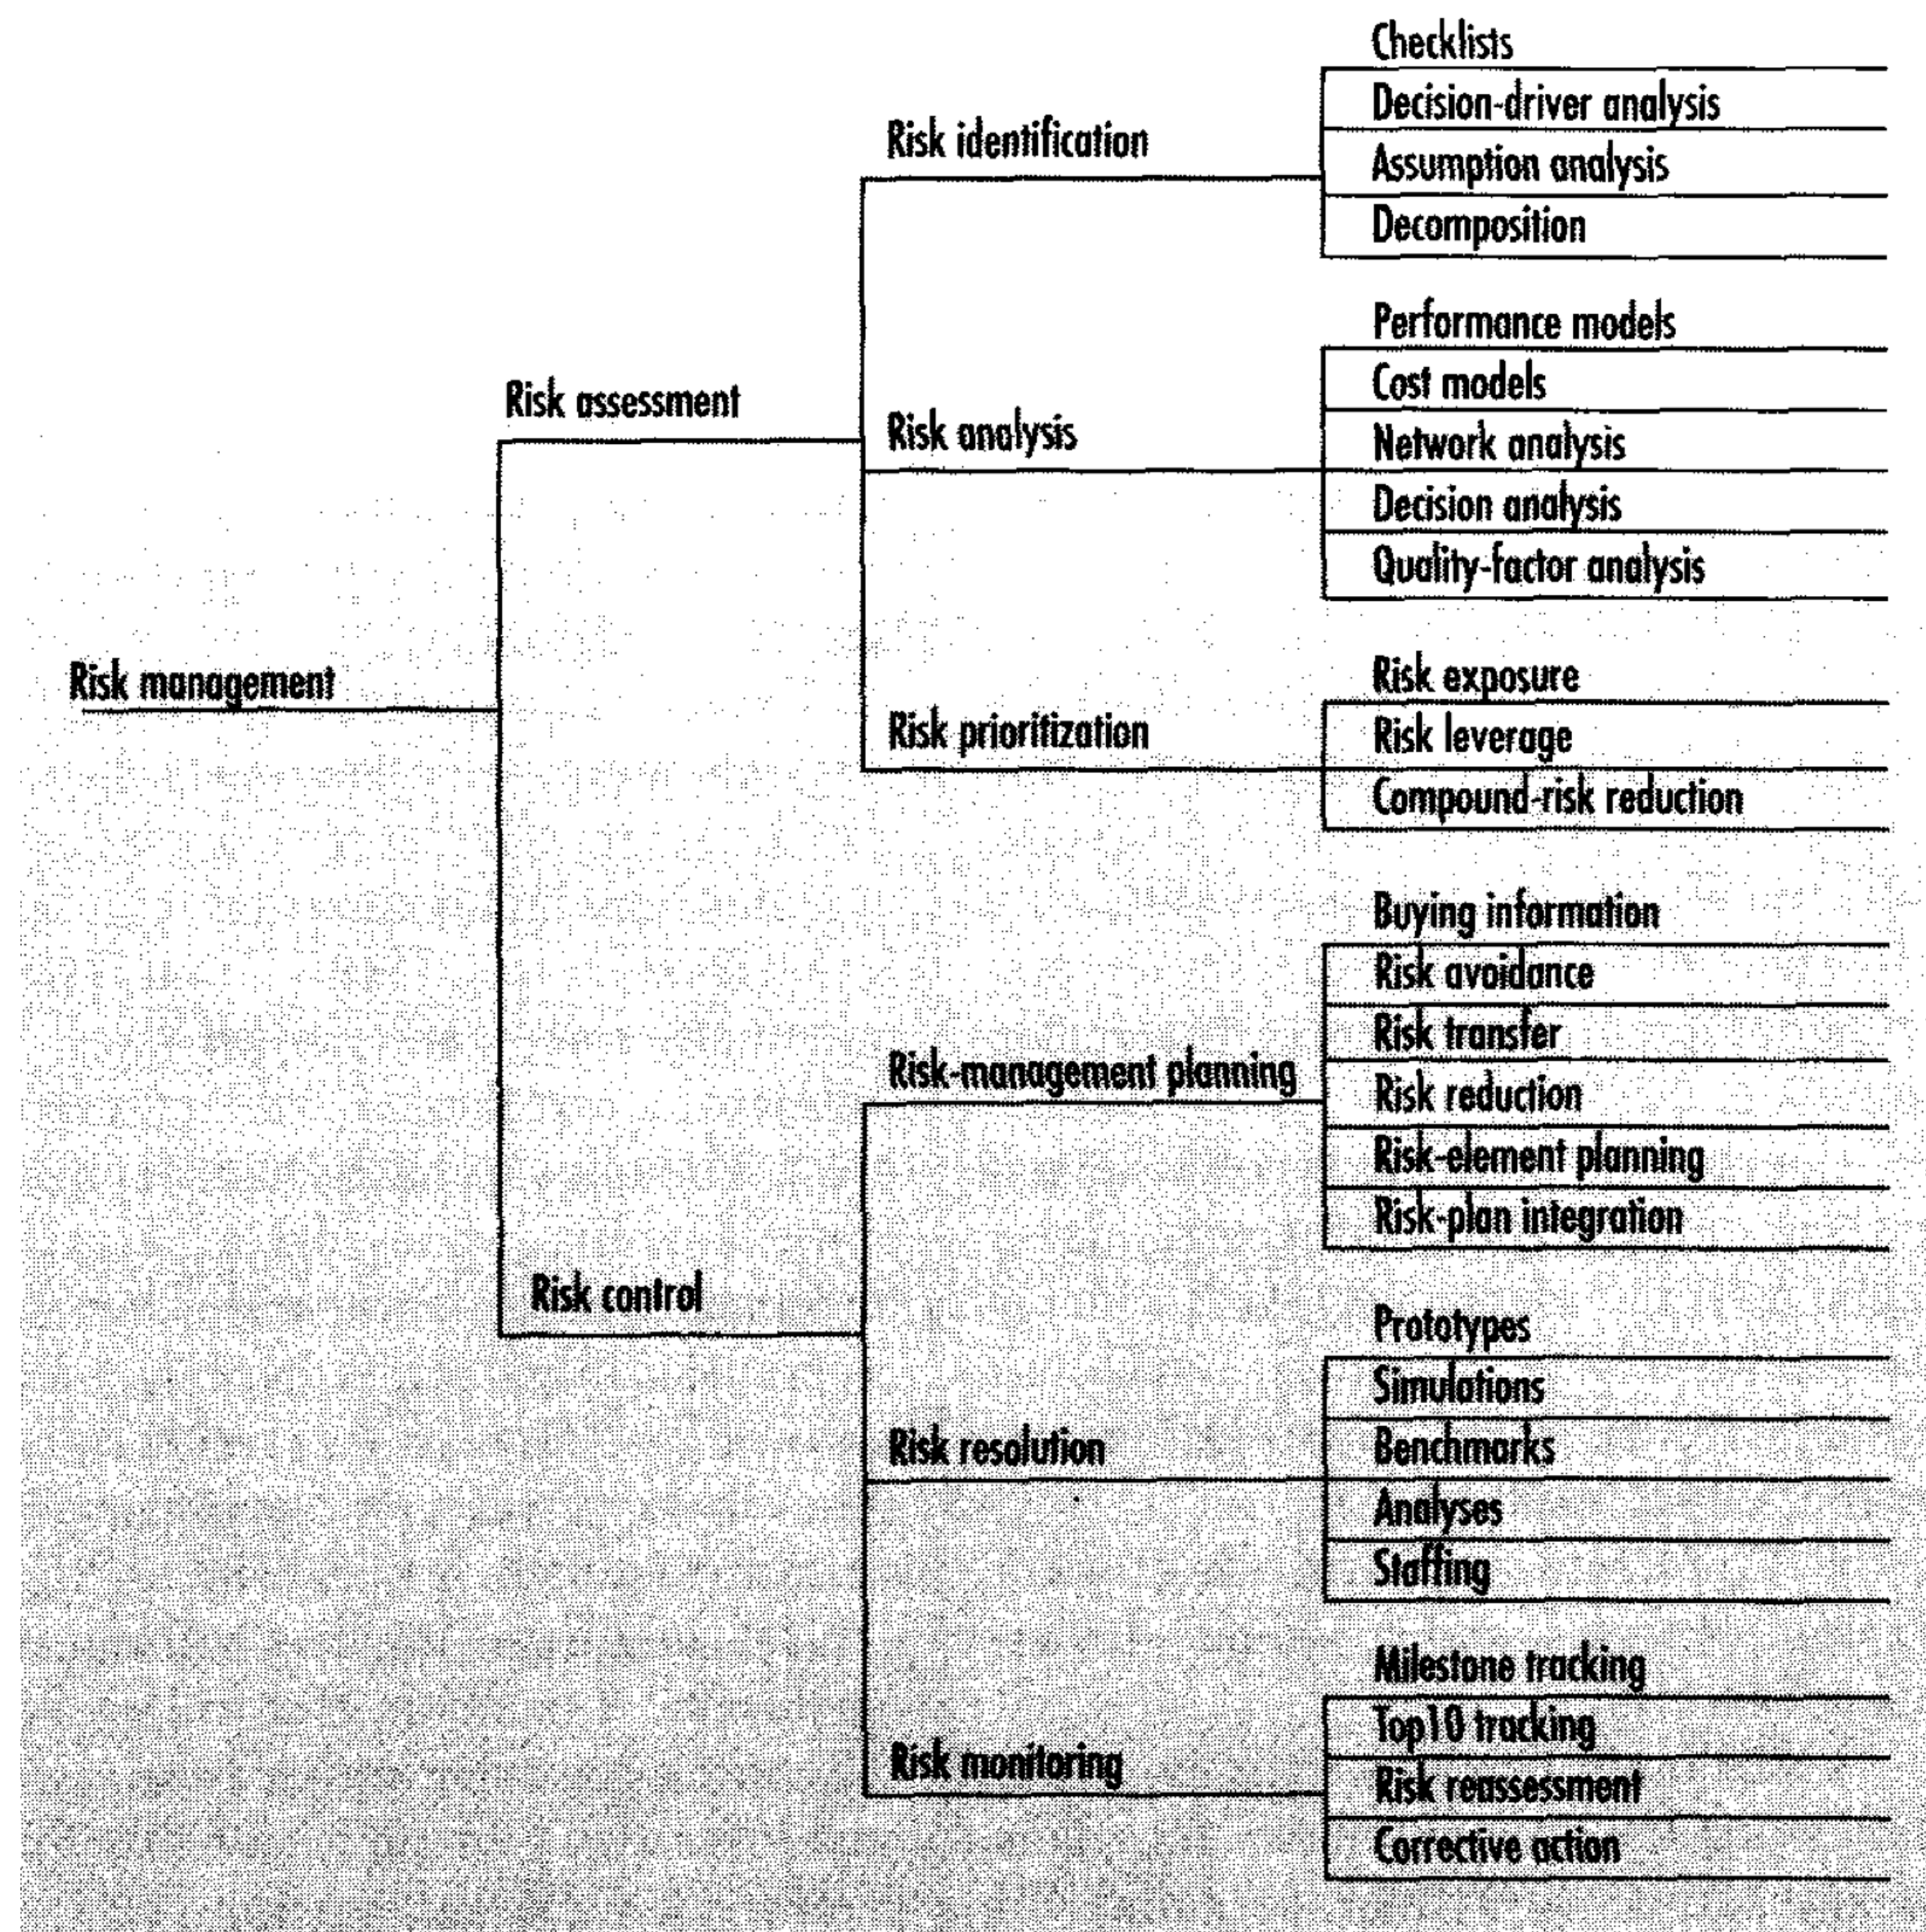 Risk management
Risk assessment
Risk identification
Checklists
Decision-driver analysis
Assumption analysis
Decomposition
Risk analysis
Performance models
Cost models
Network analysis
Decision analysis
Quality-factor analysis
Risk prioritization
Risk exposure
Risk leverage
Compound-risk reduction
Risk control
Risk-management planning
Buying information
Risk avoidance
Risk transfer
Risk reduction
Risk-element planning
Risk-plan integration
Risk resolution
Prototypes
Simulations
Benchmarks
Analyses
Staffing
Risk monitoring
Milestone tracking
Top10 tracking
Risk reassessment
Corrective action